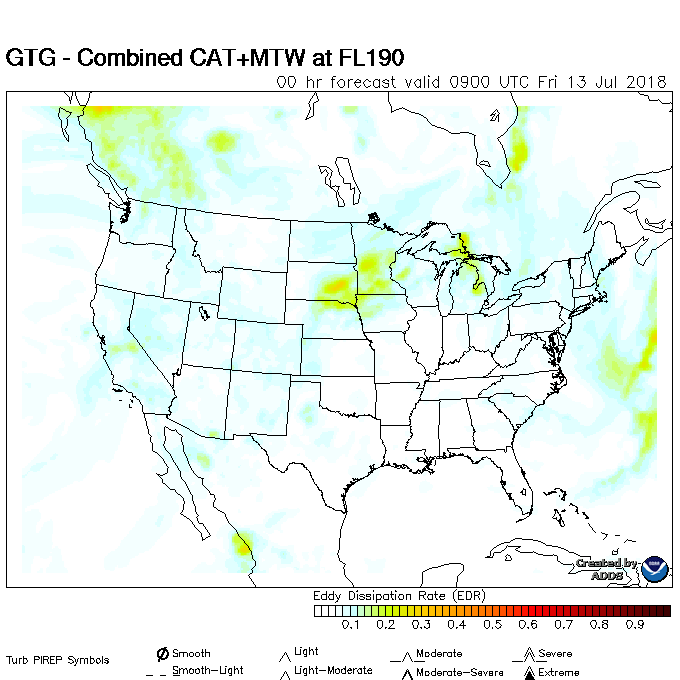 GTG - Combined CAT+MTW at FL190
00 hr forecast valid 0900 UTC Fri 13 Jul 2018
Created by
ADDS
Eddy Dissipation Rate (EDR)
0.1 0.2 0.3 0.4 0.5 0.6 0.7 0.8 0.9
Turb PIREP Symbols
Smooth Light Moderate Severe
Smooth-Light Light-Moderate Moderate-Severe Extreme